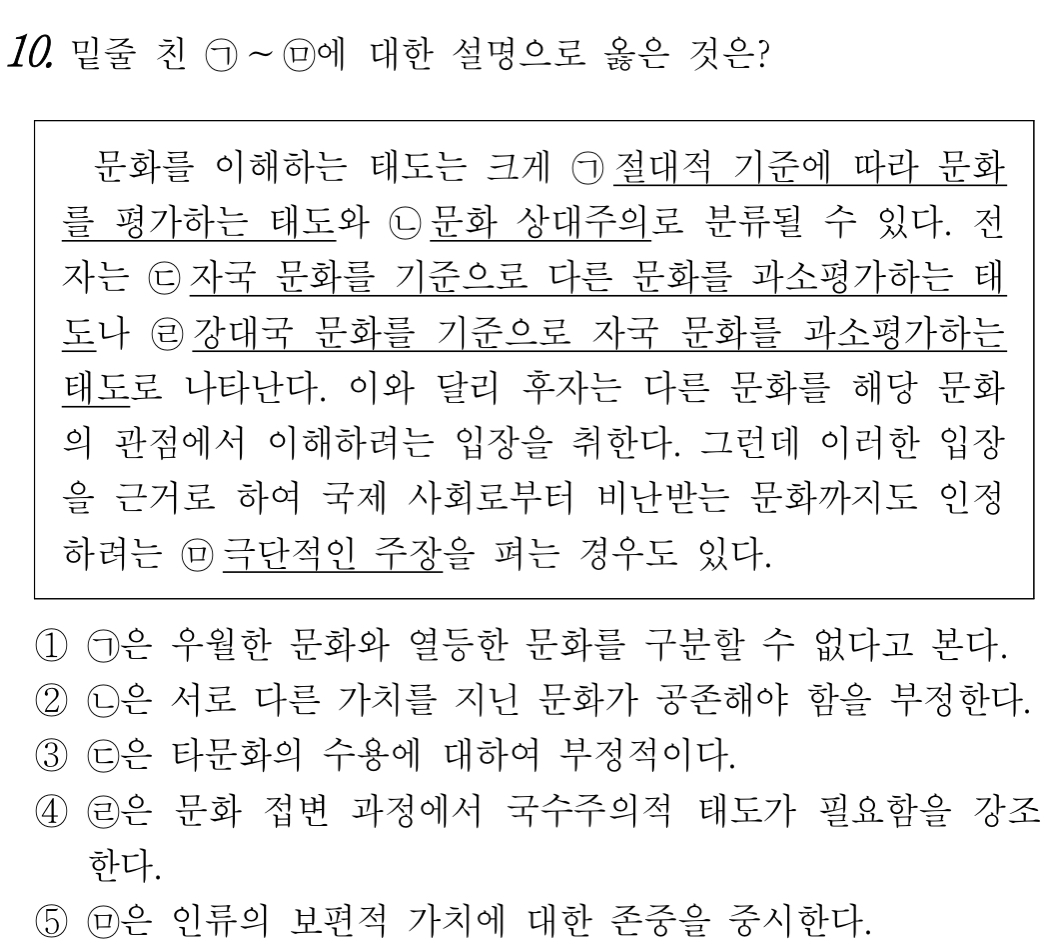 10. 밑줄 친 ㉠～㉤에 대한 설명으로 옳은 것은?
문화를 이해하는 태도는 크게 ㉠절대적 기준에 따라 문화
를 평가하는 태도와 ㉡문화 상대주의로 분류될 수 있다. 전
자는 ㉢자국 문화를 기준으로 다른 문화를 과소평가하는 태
도나 ㉣강대국 문화를 기준으로 자국 문화를 과소평가하는
태도로 나타난다. 이와 달리 후자는 다른 문화를 해당 문화
의 관점에서 이해하려는 입장을 취한다. 그런데 이러한 입장
을 근거로 하여 국제 사회로부터 비난받는 문화까지도 인정
하려는 ㉤극단적인 주장을 펴는 경우도 있다.
① ㉠은 우월한 문화와 열등한 문화를 구분할 수 없다고 본다.
② ㉡은 서로 다른 가치를 지닌 문화가 공존해야 함을 부정한다.
③ ㉢은 타문화의 수용에 대하여 부정적이다.
④ ㉣은 문화 접변 과정에서 국수주의적 태도가 필요함을 강조
한다.
⑤ ㉤은 인류의 보편적 가치에 대한 존중을 중시한다.